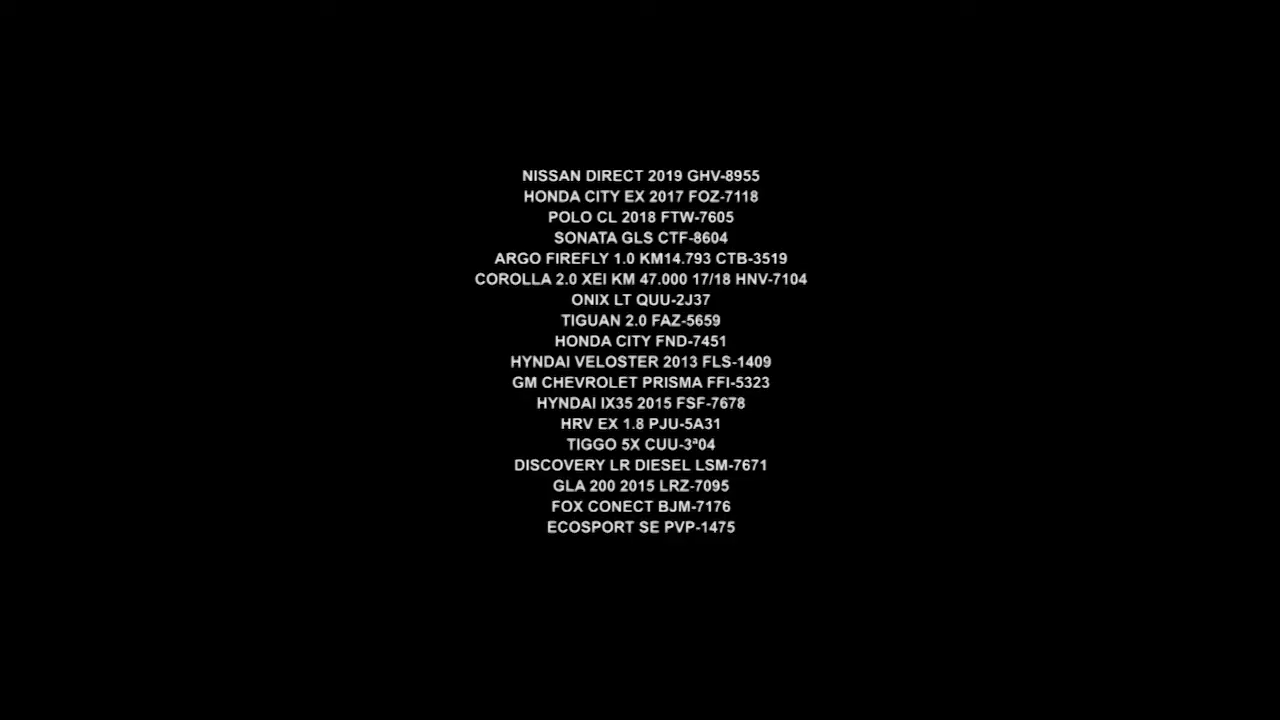 NISSAN DIRECT 2019 GHV-8955
HONDA CITY EX 2017 FOZ-7118
POLO CL 2018 FTW-7605
SONATA GLS CTF-8604
ARGO FIREFLY 1.0 KM14.793 CTB-3519
COROLLA 2.0 XEI KM 47.000 17/18 HNV-7104
ONIX LT QUU-2J37
TIGUAN 2.0 FAZ-5659
HONDA CITY FND-7451
HYNDAI VELOSTER 2013 FLS-1409
GM CHEVROLET PRISMA FFI-5323
HYNDAI IX35 2015 FSF-7678
HRV EX 1.8 PJU-5A31
TIGGO 5X CUU-3ª04
DISCOVERY LR DIESEL LSM-7671
GLA 200 2015 LRZ-7095
FOX CONECT BJM-7176
ECOSPORT SE PVP-1475